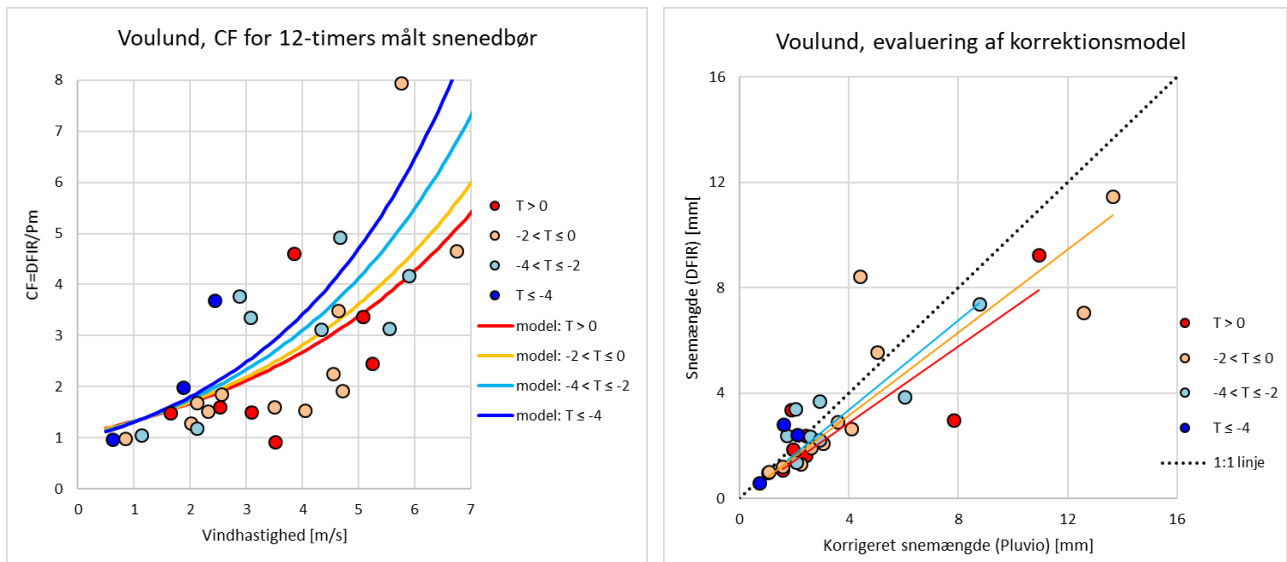 Voulund, CF for 12-timers målt snenedbør
8
7
6
5
4
3
2
1
0
CF=DFIR/Pm
0 1 2 3 4 5 6 7
Vindhastighed [m/s]
T > 0
-2 < T ≤ 0
-4 < T ≤ -2
T ≤ -4
model: T > 0
model: -2 < T ≤ 0
model: -4 < T ≤ -2
model: T ≤ -4
Voulund, evaluering af korrektionsmodel
16
12
8
4
0
Snemængde (DFIR) [mm[
0 4 8 12 16
Korrigeret snemængde (Pluvio) [mm]
T > 0
-2 < T ≤ 0
-4 < T ≤ -2
T ≤ -4
1:1 linje